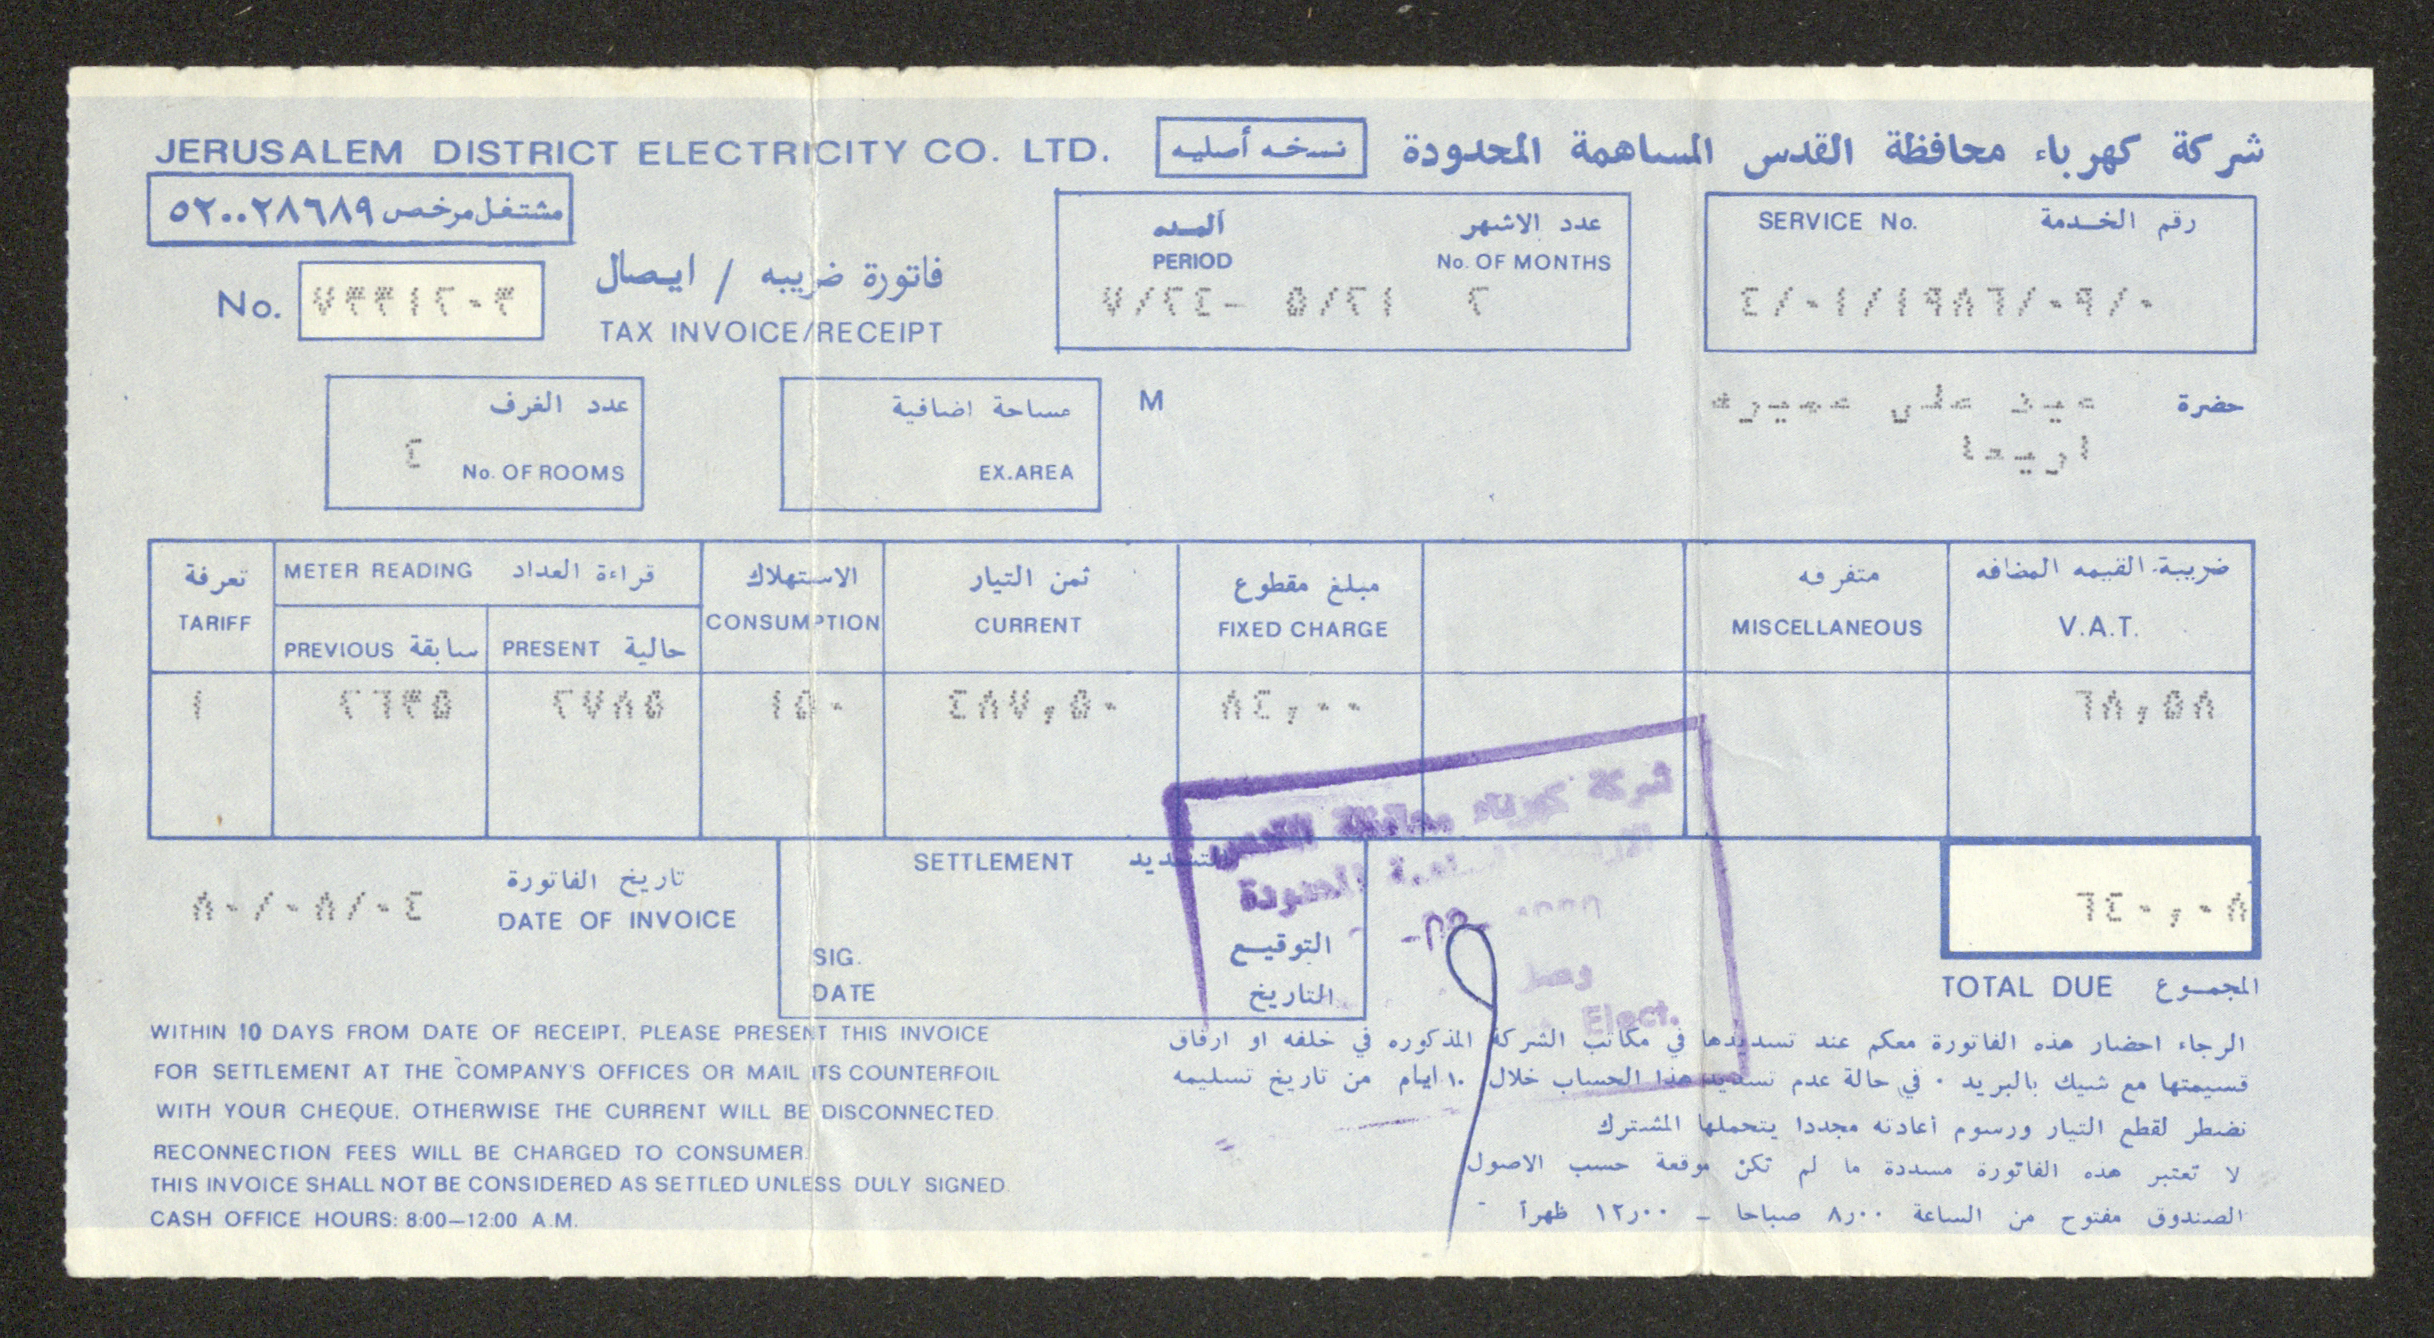 JERUSALEM DISTRICT ELECTRICITY CO. LTD. نسخه أصليه شركة كهرباء محافظة القدس المساهمة المحدودة
مشتغل مرخص ٥٢٠٠٢٨٦٨٩
No. ٧٣٣١٢٠٣
فاتورة ضريبه / ايصال
TAX INVOICE/RECEIPT
المده عدد الاشهر
PERIOD No. OF MONTHS
٧/٢٤ - ٥/٢١ ٢
SERVICE No. رقم الخدمة
٤/٠١/١٩٨٦/٠٩/٠
عدد الغرف
٤ No. OF ROOMS
مساحة اضافية
EX.AREA
M
حضرة عيد علي عميره
اريحا
تعرفة
TARIFF
METER READING قراءة العداد
PREVIOUS سابقة PRESENT حالية
الاستهلاك
CONSUMPTION
ثمن التيار
CURRENT
مبلغ مقطوع
FIXED CHARGE
متفرقه
MISCELLANEOUS
ضريبة القيمه المضافه
V.A.T.
١ ٢٦٣٥ ٢٧٨٥ ١٥٠ ٤٨٧,٥٠ ٨٤,٠٠ ٦٨,٥٨
٨٠/٠٨/٠٤ تاريخ الفاتورة
DATE OF INVOICE
SETTLEMENT التسديد
SIG. التوقيع
DATE التاريخ
شركة كهرباء محافظة القدس
المحدودة
Elect.
٦٤٠,٠٨
TOTAL DUE المجموع
WITHIN 10 DAYS FROM DATE OF RECEIPT, PLEASE PRESENT THIS INVOICE
FOR SETTLEMENT AT THE COMPANY'S OFFICES OR MAIL ITS COUNTERFOIL
WITH YOUR CHEQUE, OTHERWISE THE CURRENT WILL BE DISCONNECTED.
RECONNECTION FEES WILL BE CHARGED TO CONSUMER.
THIS INVOICE SHALL NOT BE CONSIDERED AS SETTLED UNLESS DULY SIGNED.
CASH OFFICE HOURS: 8:00–12:00 A.M.
الرجاء احضار هذه الفاتورة معكم عند تسديدها في مكاتب الشركة المذكوره في خلفه او ارفاق
قسيمتها مع شيك بالبريد . في حالة عدم تسديد هذا الحساب خلال ١٠ ايام من تاريخ تسليمه
نضطر لقطع التيار ورسوم أعادته مجددا يتحملها المشترك
لا تعتبر هذه الفاتورة مسددة ما لم تكن موقعة حسب الاصول
الصندوق مفتوح من الساعة ٨٫٠٠ صباحا – ١٢٫٠٠ ظهراً